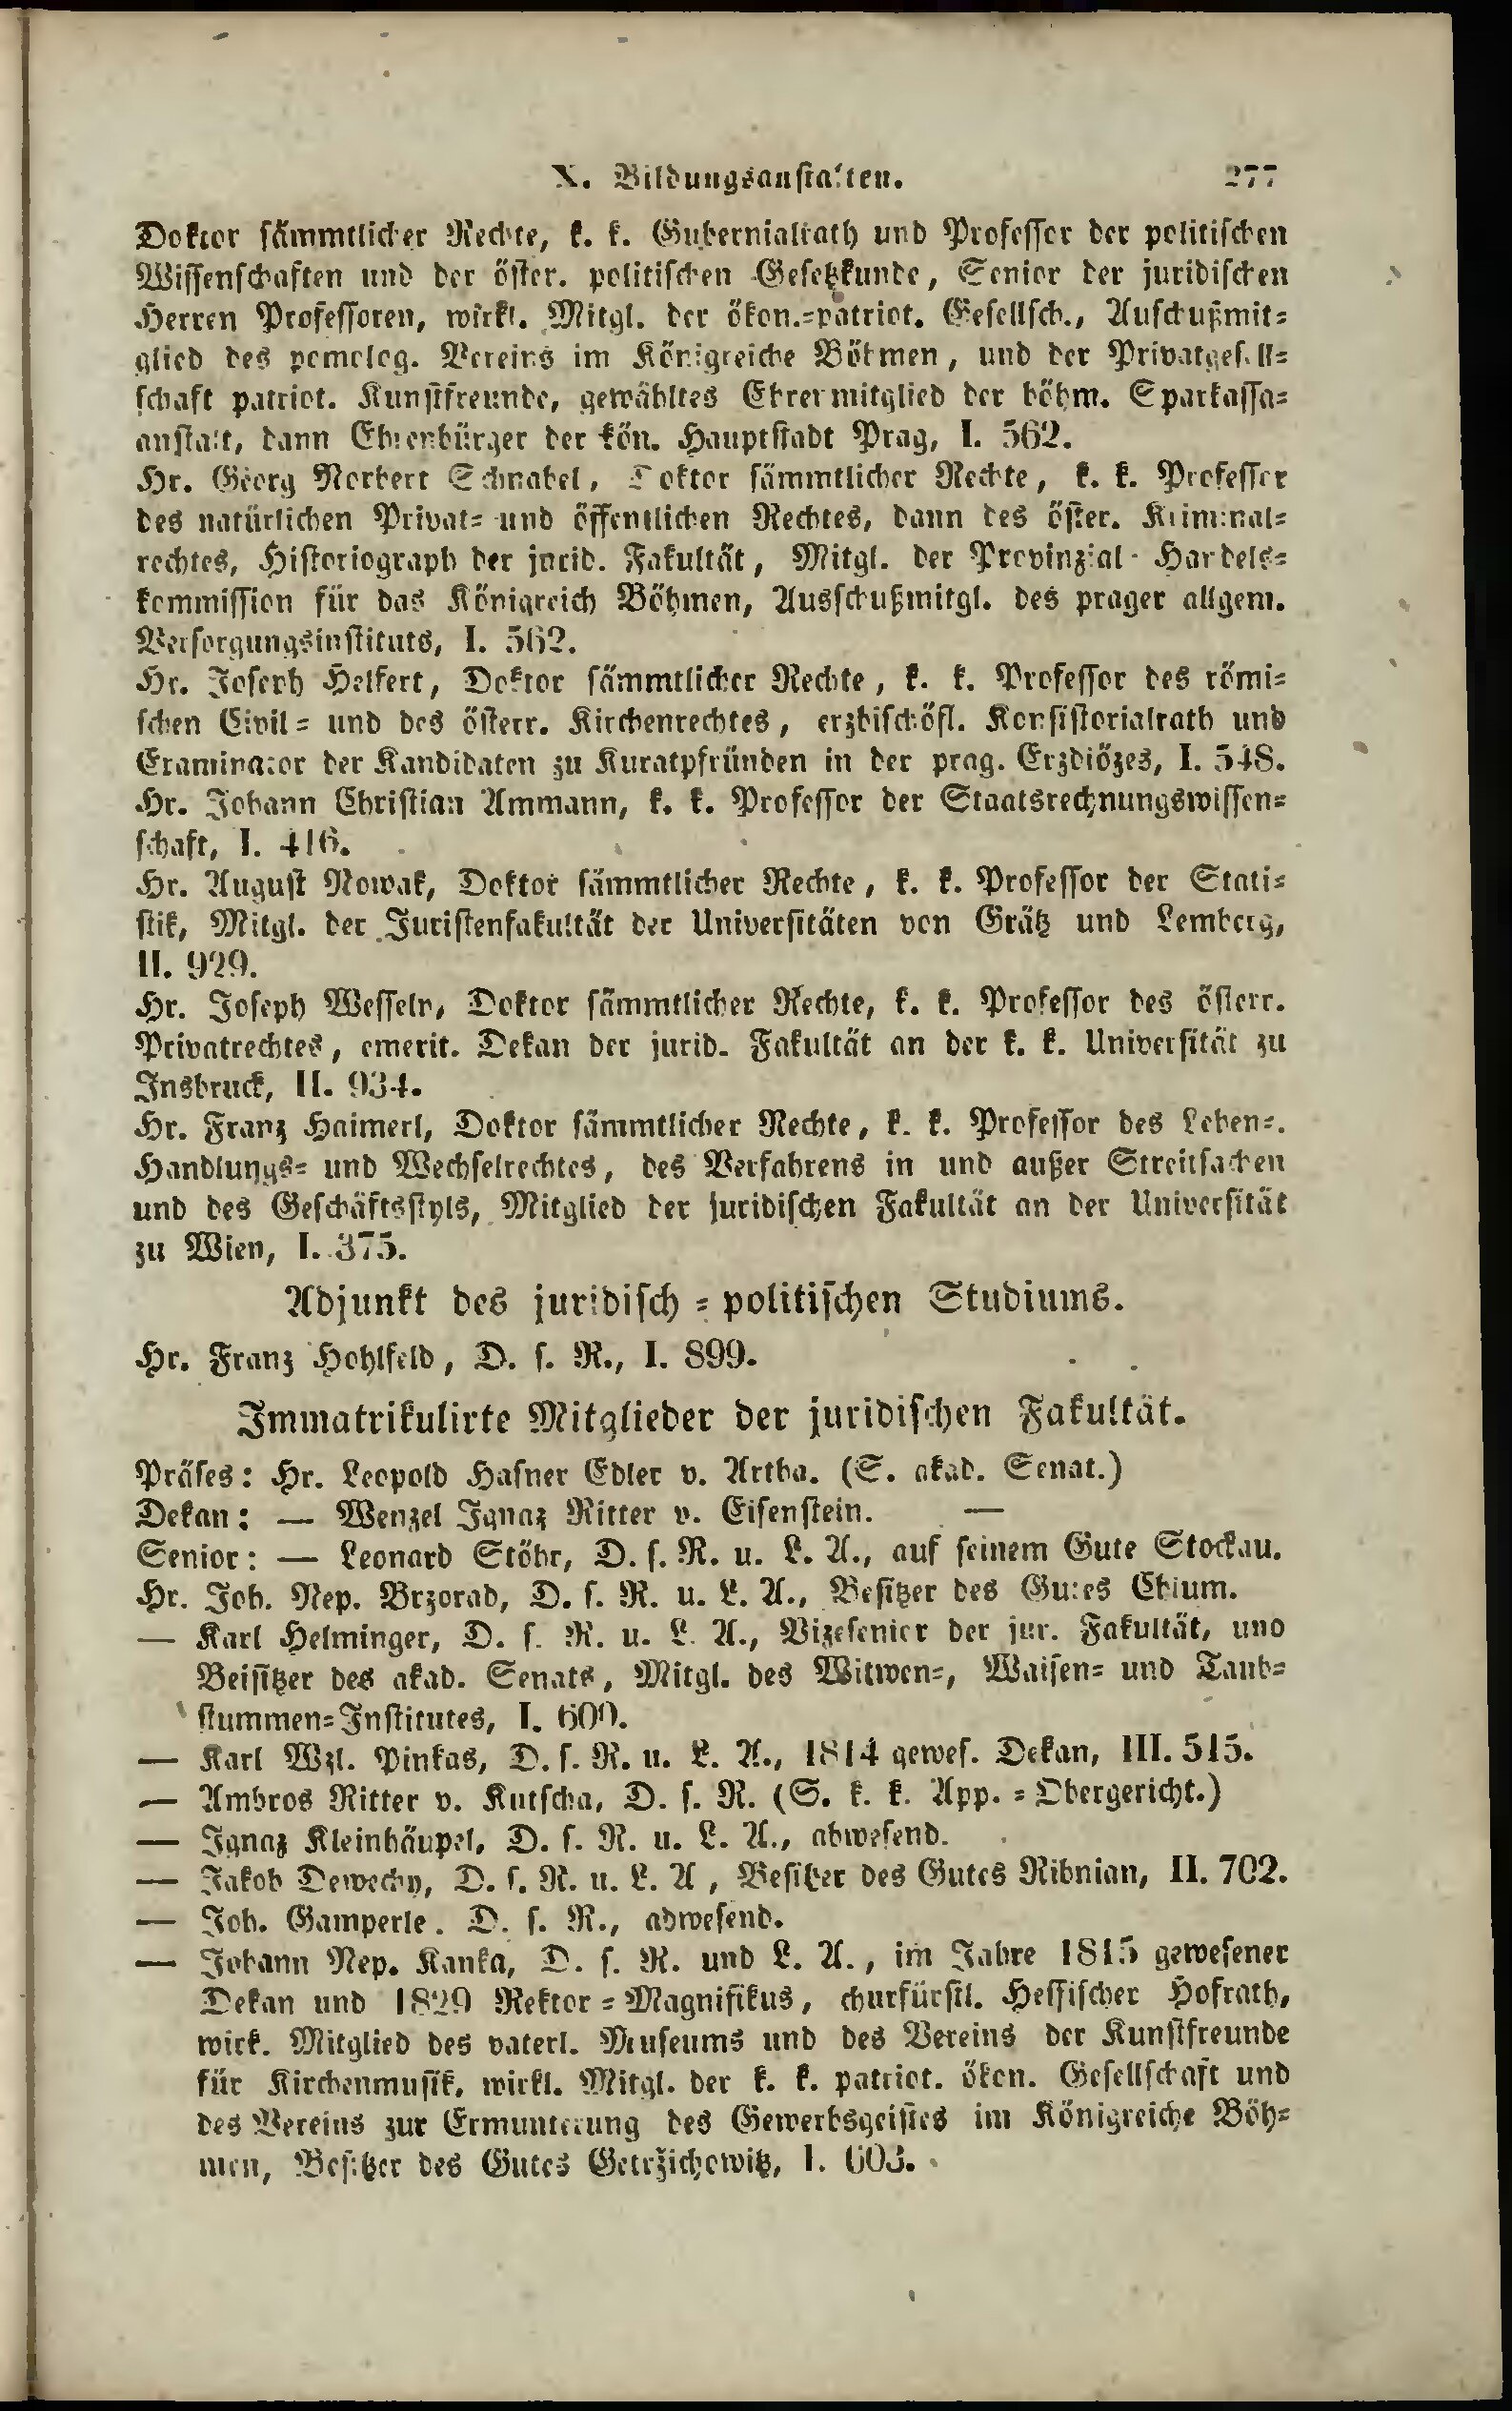 X. Bildungsanstalten. 277
Doktor sämmtlicher Rechte, k. k. Gubernialrath und Professor der politischen
Wissenschaften und der öster. politischen Gesetzkunde, Senior der juridischen
Herren Professoren, wirkl. Mitgl. der ökon.=patriot. Gesellsch., Auschußmit=
glied des pomolog. Vereins im Königreiche Böhmen, und der Privatgesell=
schaft patriot. Kunstfreunde, gewähltes Ehrenmitglied der böhm. Sparkassa=
anstalt, dann Ehrenbürger der kön. Hauptstadt Prag, I. 562.
Hr. Georg Norbert Schnabel, Doktor sämmtlicher Rechte, k. k. Professor
des natürlichen Privat= und öffentlichen Rechtes, dann des öster. Kriminal=
rechtes, Historiograph der jurid. Fakultät, Mitgl. der Provinzial=Handels=
kommission für das Königreich Böhmen, Ausschußmitgl. des prager allgem.
Versorgungsinstituts, I. 562.
Hr. Joseph Helfert, Doktor sämmtlicher Rechte, k. k. Professor des römi=
schen Civil= und des österr. Kirchenrechtes, erzbischöfl. Konsistorialrath und
Examinator der Kandidaten zu Kuratpfründen in der prag. Erzdiözes, I. 548.
Hr. Johann Christian Ammann, k. k. Professor der Staatsrechnungswissen=
schaft, I. 416.
Hr. August Nowak, Doktor sämmtlicher Rechte, k. k. Professor der Stati=
stik, Mitgl. der Juristenfakultät der Universitäten von Grätz und Lemberg,
II. 929.
Hr. Joseph Wessely, Doktor sämmtlicher Rechte, k. k. Professor des österr.
Privatrechtes, emerit. Dekan der jurid. Fakultät an der k. k. Universität zu
Insbruck, II. 934.
Hr. Franz Haimerl, Doktor sämmtlicher Rechte, k. k. Professor des Lehen=.
Handlungs= und Wechselrechtes, des Verfahrens in und außer Streitsachen
und des Geschäftsstyls, Mitglied der juridischen Fakultät an der Universität
zu Wien, I. 375.
Adjunkt des juridisch=politischen Studiums.
Hr. Franz Hohlfeld, D. s. R., I. 899.
Immatrikulirte Mitglieder der juridischen Fakultät.
Präses: Hr. Leopold Hasner Edler v. Artha. (S. akad. Senat.)
Dekan: — Wenzel Ignaz Ritter v. Eisenstein. —
Senior: — Leonard Stöhr, D. s. R. u. L. A., auf seinem Gute Stockau.
Hr. Joh. Nep. Brzorad, D. s. R. u. L. A., Besitzer des Gutes Chium.
— Karl Helminger, D. s. R. u. L. A., Vizesenior der jur. Fakultät, und
Beisitzer des akad. Senats, Mitgl. des Witwen=, Waisen= und Taub=
stummen=Institutes, I. 600.
— Karl Wzl. Pinkas, D. s. R. u. L. A., 1814 gewes. Dekan, III. 515.
— Ambros Ritter v. Kutscha, D. s. R. (S. k. k. App.=Obergericht.)
— Ignaz Kleinhäupel, D. s. R. u. L. A., abwesend.
— Jakob Dewechy, D. s. R. u. L. A, Besitzer des Gutes Ribnian, II. 702.
— Joh. Gamperle. D. s. R., abwesend.
— Johann Nep. Kanka, D. s. R. und L. A., im Jahre 1815 gewesener
Dekan und 1829 Rektor=Magnifikus, churfürstl. Hessischer Hofrath,
wirk. Mitglied des vaterl. Museums und des Vereins der Kunstfreunde
für Kirchenmusik, wirkl. Mitgl. der k. k. patriot. ökon. Gesellschaft und
des Vereins zur Ermunterung des Gewerbsgeistes im Königreiche Böh=
men, Besitzer des Gutes Getržichowitz, I. 603.